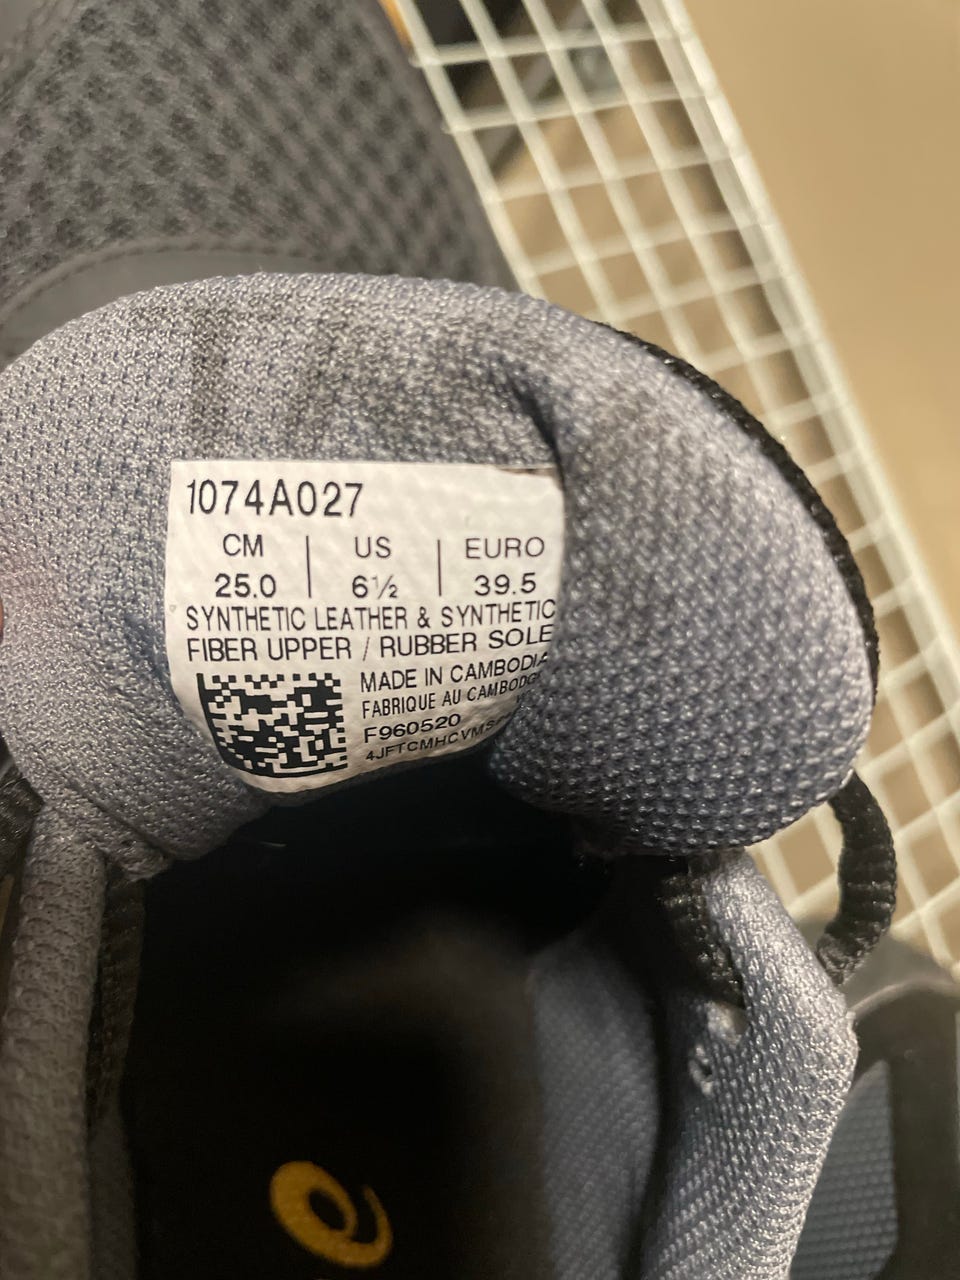 1074A027
CM | US | EURO
25.0 | 6½ | 39.5
SYNTHETIC LEATHER & SYNTHETIC
FIBER UPPER / RUBBER SOLE
MADE IN CAMBODIA
FABRIQUE AU CAMBODGE
F960520